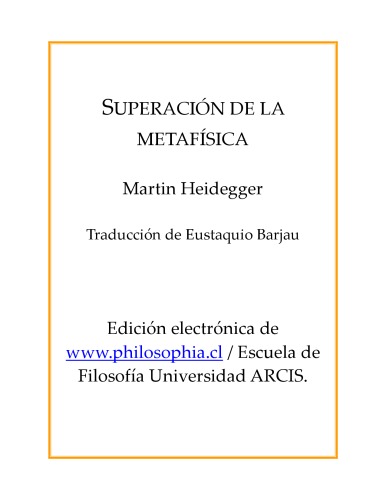 SUPERACIÓN DE LA
METAFÍSICA
Martin Heidegger
Traducción de Eustaquio Barjau
Edición electrónica de
www.philosophia.cl / Escuela de
Filosofía Universidad ARCIS.